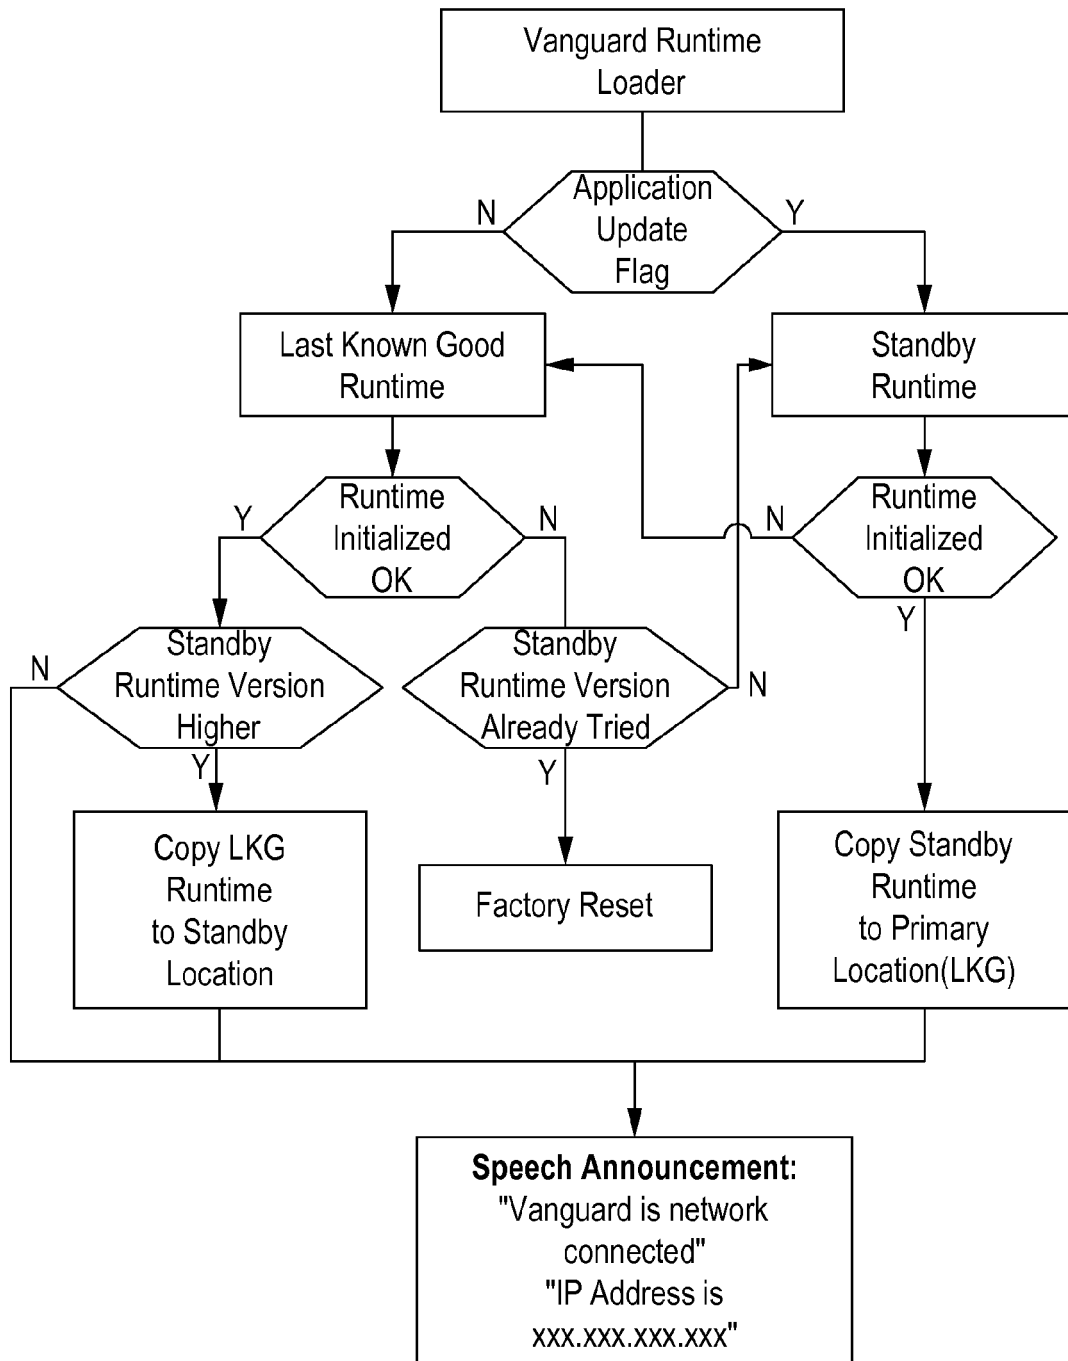 Vanguard Runtime
Loader
Application
Update
Flag
N
Y
Last Known Good
Runtime
Standby
Runtime
Runtime
Initialized
OK
Y
N
Runtime
Initialized
OK
N
Y
Standby
Runtime Version
Higher
N
Y
Standby
Runtime Version
Already Tried
N
Y
Copy LKG
Runtime
to Standby
Location
Factory Reset
Copy Standby
Runtime
to Primary
Location(LKG)
Speech Announcement:
"Vanguard is network
connected"
"IP Address is
xxx.xxx.xxx.xxx"